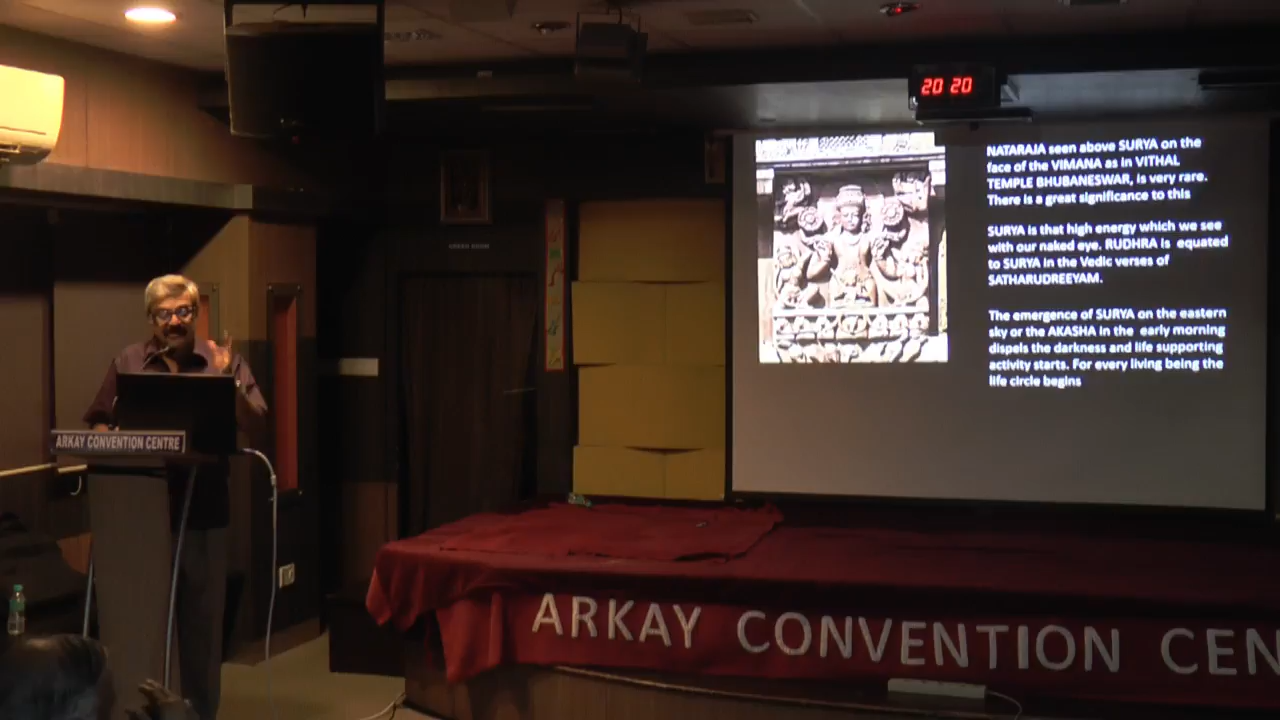 20 20
NATARAJA seen above SURYA on the
face of the VIMANA as in VITHAL
TEMPLE BHUBANESWAR, is very rare.
There is a great significance to this
SURYA is that high energy which we see
with our naked eye. RUDHRA is equated
to SURYA in the Vedic verses of
SATHARUDREEYAM.
The emergence of SURYA on the eastern
sky or the AKASHA in the early morning
dispels the darkness and life supporting
activity starts. For every living being the
life circle begins
GREEN ROOM
ARKAY CONVENTION CENTRE
ARKAY CONVENTION CEN